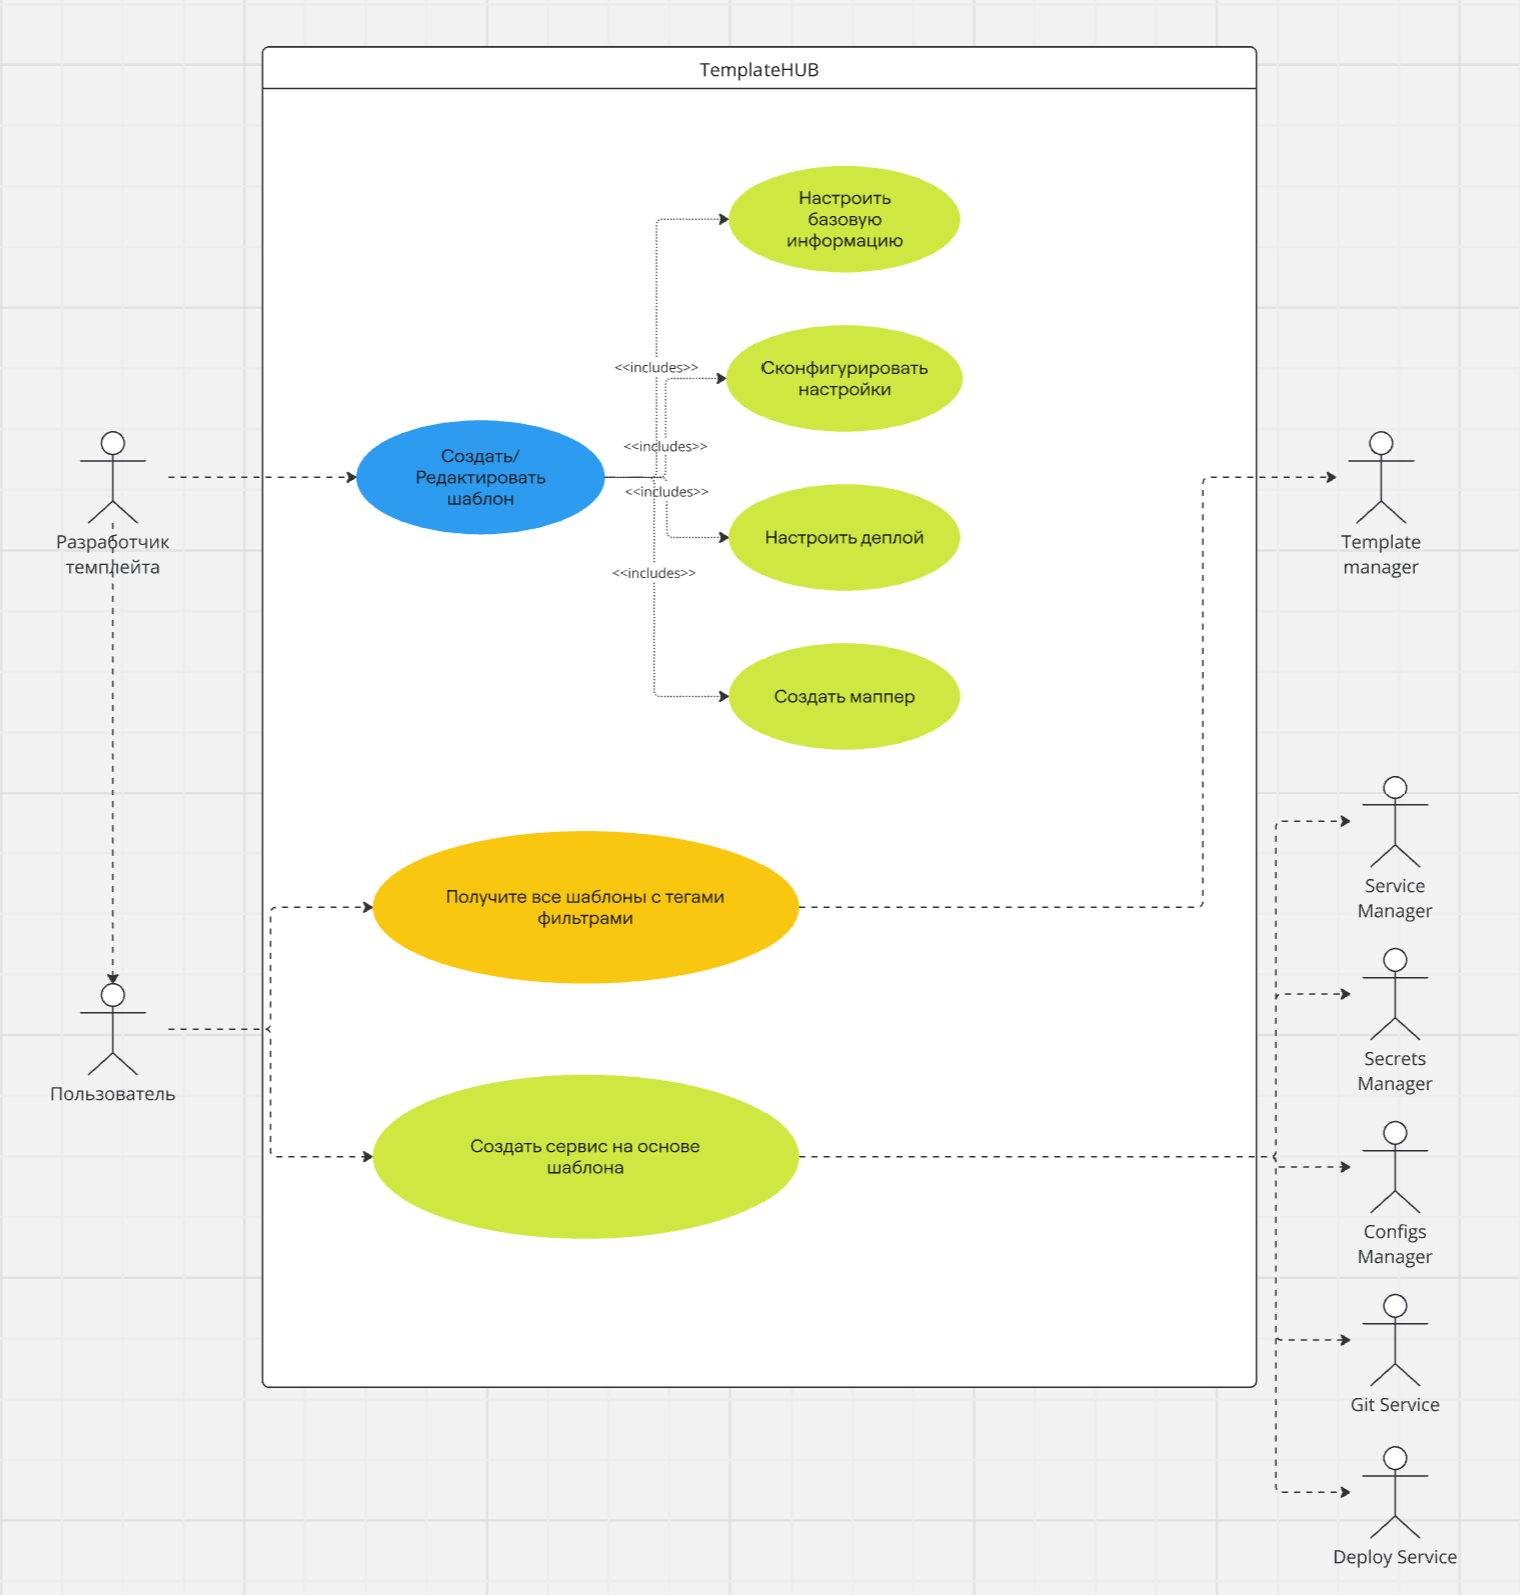 TemplateHUB
Настроить
базовую
информацию
<<includes>>
Сконфигурировать
настройки
<<includes>>
Создать/
Редактировать
шаблон
<<includes>>
Настроить деплой
<<includes>>
Создать маппер
Разработчик
темплейта
Template
manager
Получите все шаблоны с тегами
фильтрами
Service
Manager
Пользователь
Secrets
Manager
Создать сервис на основе
шаблона
Configs
Manager
Git Service
Deploy Service